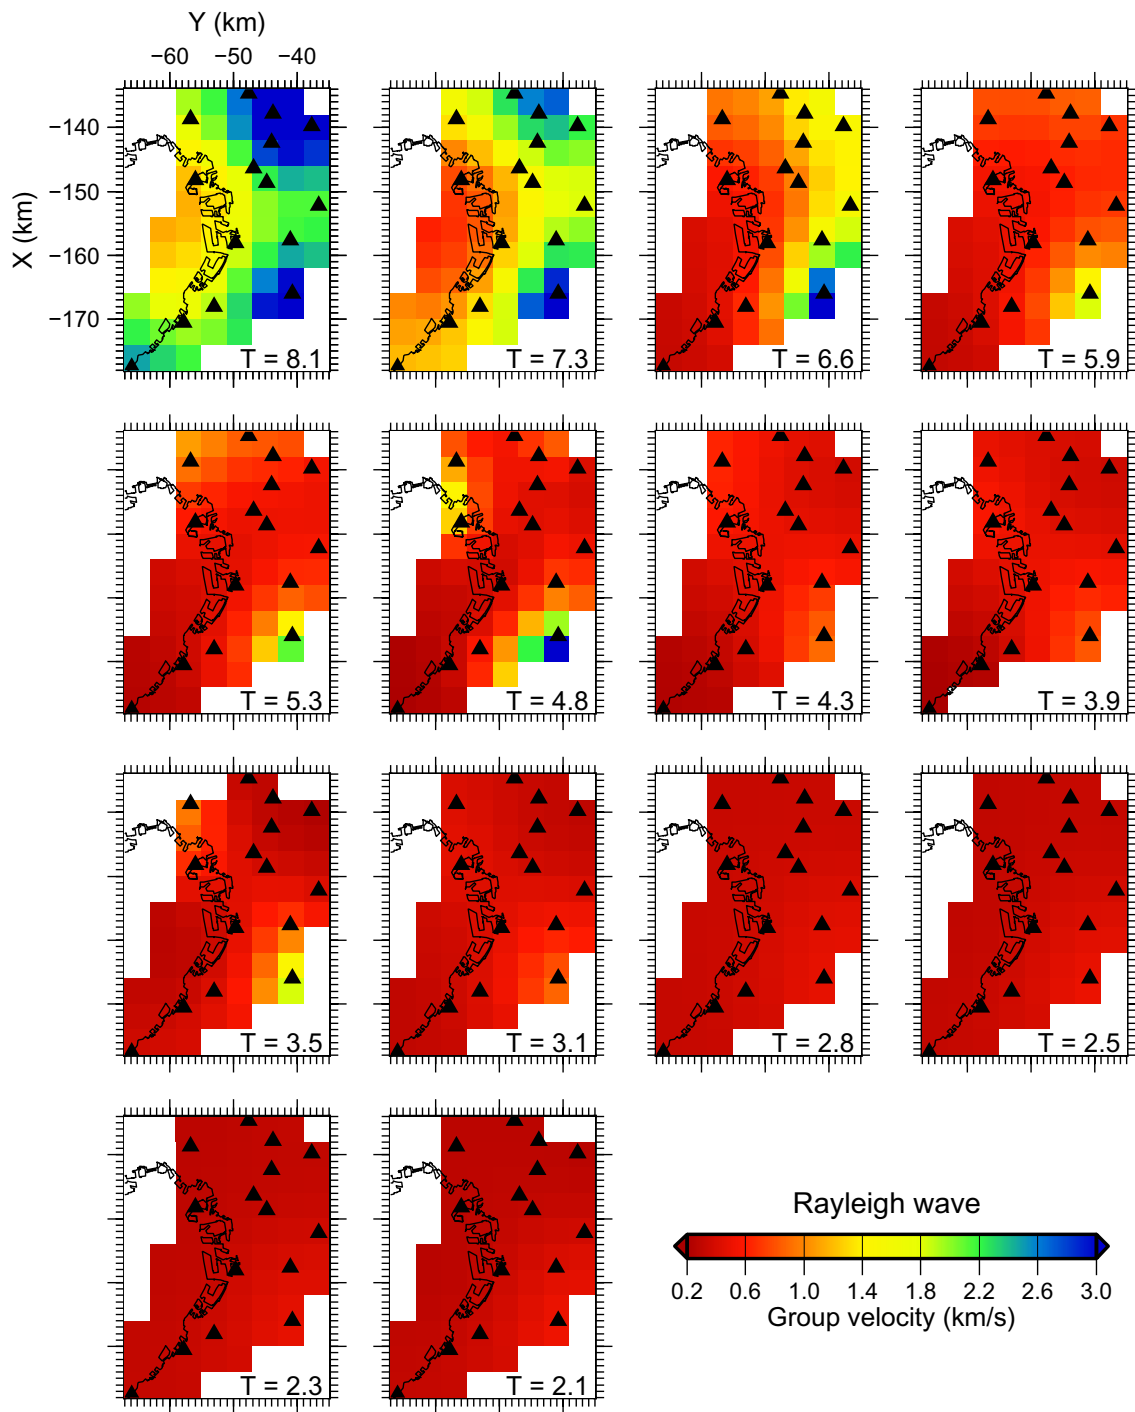 Y (km)
−60 −50 −40
X (km)
−140
−150
−160
−170
T = 8.1
T = 7.3
T = 6.6
T = 5.9
T = 5.3
T = 4.8
T = 4.3
T = 3.9
T = 3.5
T = 3.1
T = 2.8
T = 2.5
T = 2.3
T = 2.1
Rayleigh wave
0.2 0.6 1.0 1.4 1.8 2.2 2.6 3.0
Group velocity (km/s)